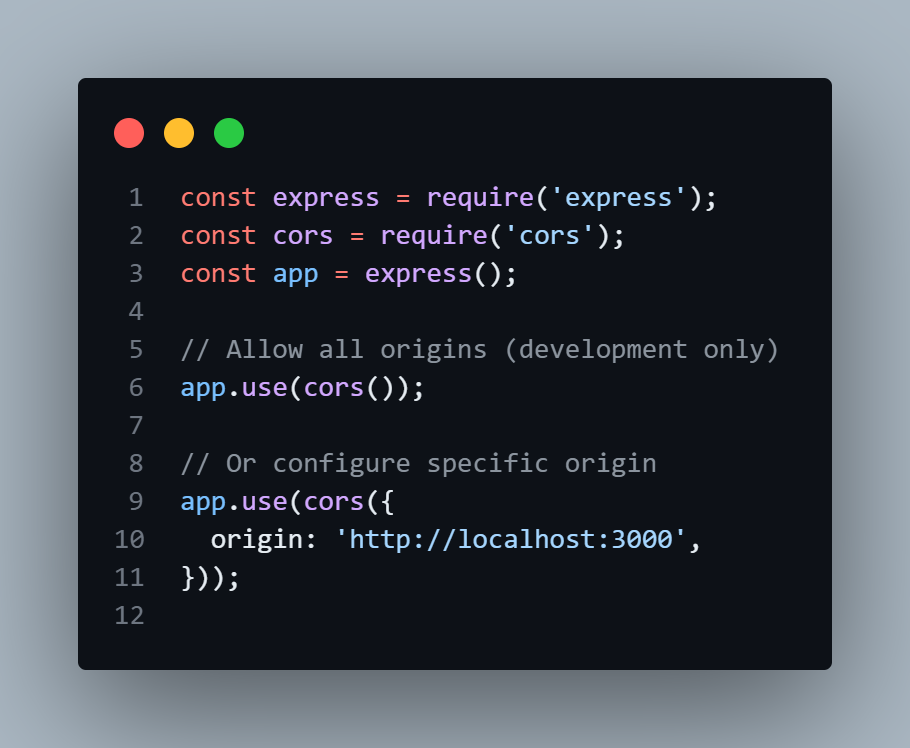 1 const express = require('express');
2 const cors = require('cors');
3 const app = express();
4
5 // Allow all origins (development only)
6 app.use(cors());
7
8 // Or configure specific origin
9 app.use(cors({
10   origin: 'http://localhost:3000',
11 }));
12